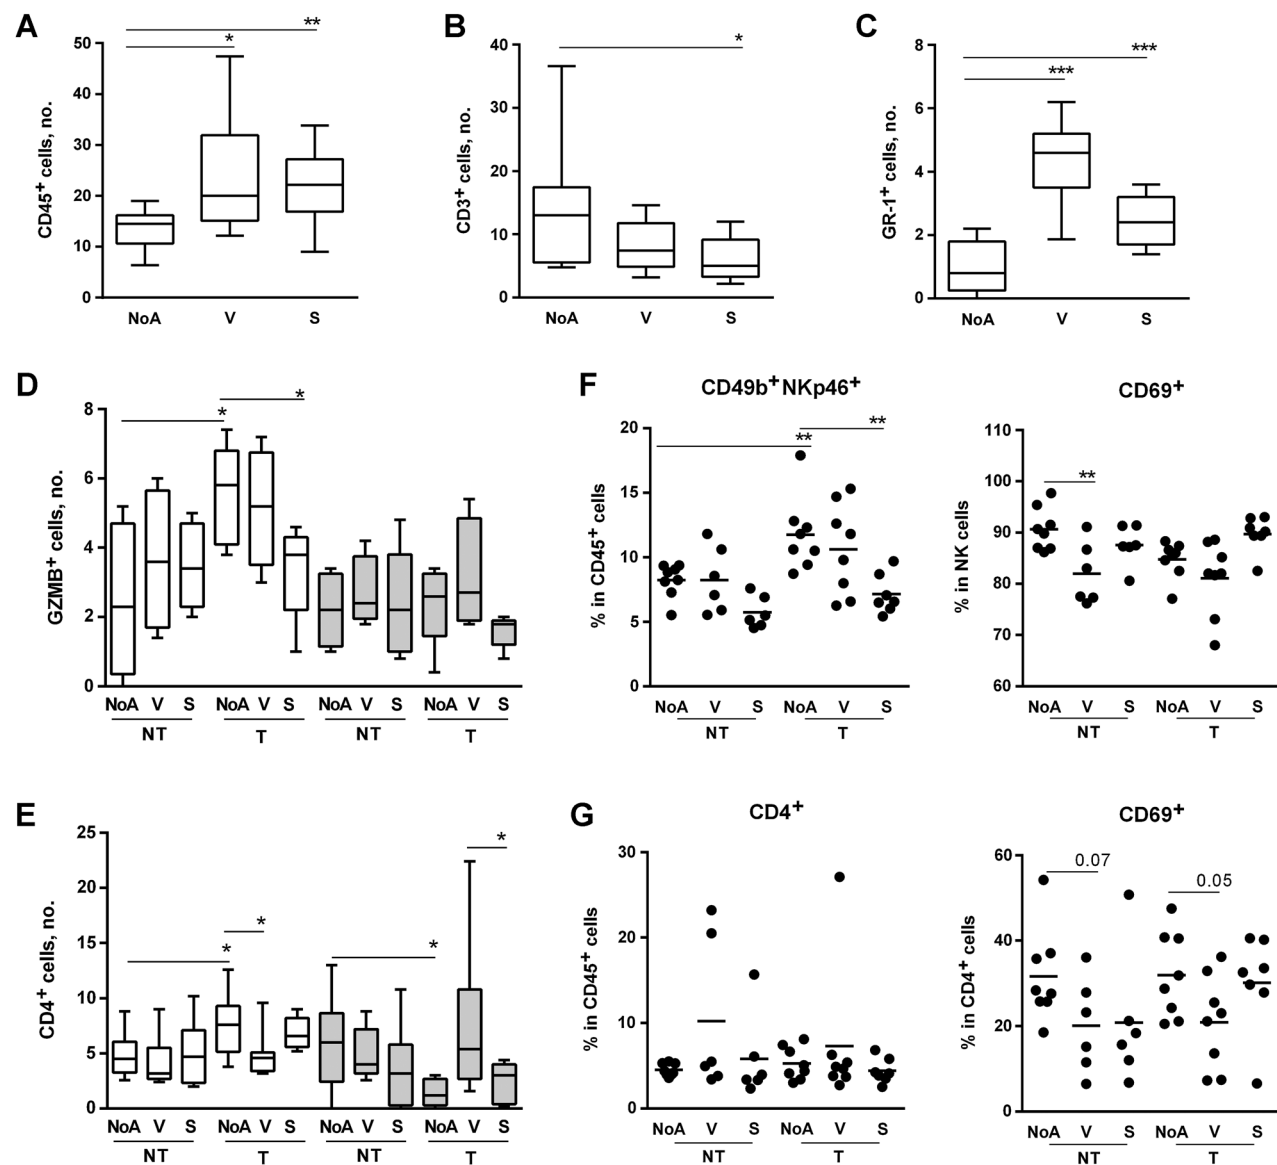 A
CD45+ cells, no.
50
40
30
20
10
0
*
**
NoA V S
B
CD3+ cells, no.
40
30
20
10
0
*
NoA V S
C
GR-1+ cells, no.
8
6
4
2
0
***
***
NoA V S
D
GZMB+ cells, no.
8
6
4
2
0
*
*
NoA V S NoA V S NoA V S NoA V S
NT T NT T
F
CD49b+NKp46+
% in CD45+ cells
20
15
10
5
0
**
**
NoA V S NoA V S
NT T
CD69+
% in NK cells
110
100
90
80
70
60
**
NoA V S NoA V S
NT T
E
CD4+ cells, no.
25
20
15
10
5
0
*
*
*
*
NoA V S NoA V S NoA V S NoA V S
NT T NT T
G
CD4+
% in CD45+ cells
30
20
10
0
NoA V S NoA V S
NT T
CD69+
% in CD4+ cells
60
40
20
0
0.07
0.05
NoA V S NoA V S
NT T